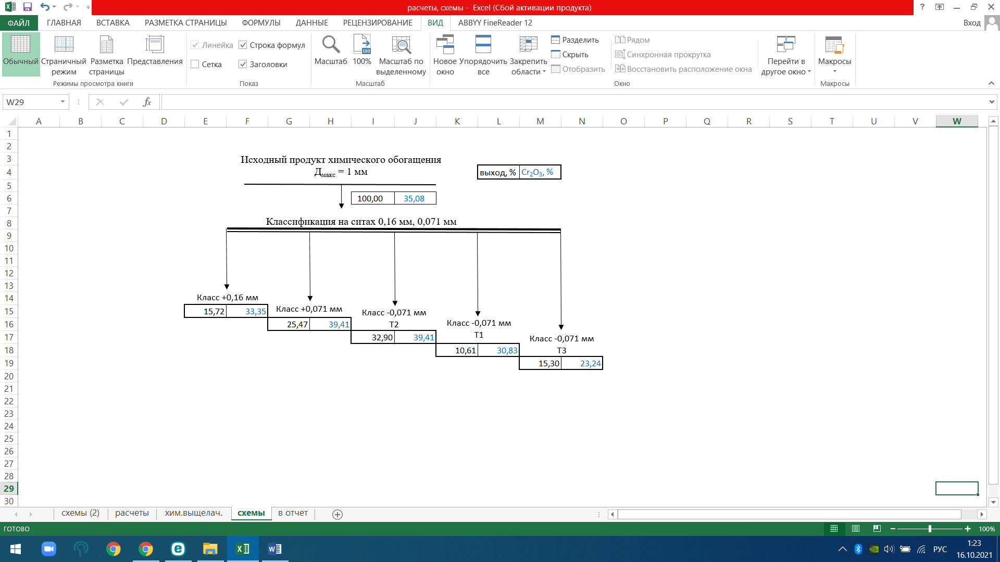 расчеты, схемы - Excel (Сбой активации продукта)
ФАЙЛ ГЛАВНАЯ ВСТАВКА РАЗМЕТКА СТРАНИЦЫ ФОРМУЛЫ ДАННЫЕ РЕЦЕНЗИРОВАНИЕ ВИД ABBYY FineReader 12 Вход
Обычный
Страничный
режим
Разметка
страницы
Представления
Режимы просмотра книги
Линейка
Строка формул
Сетка
Заголовки
Показ
Масштаб
100
100%
Масштаб по
выделенному
Масштаб
Новое
окно
Упорядочить
все
Закрепить
области
Разделить
Скрыть
Отобразить
Рядом
Синхронная прокрутка
Восстановить расположение окна
Перейти в
другое окно
Окно
Макросы
Макросы
W29
fx
A B C D E F G H I J K L M N O P Q R S T U V W
1
2
3
4
5
6
7
8
9
10
11
12
13
14
15
16
17
18
19
20
21
22
23
24
25
26
27
28
29
30
Исходный продукт химического обогащения
Дмакс = 1 мм
выход, % Cr₂O₃, %
100,00 35,08
Классификация на ситах 0,16 мм, 0,071 мм
Класс +0,16 мм
15,72 33,35
Класс +0,071 мм
25,47 39,41
Класс -0,071 мм
Т2
32,90 39,41
Класс -0,071 мм
Т1
10,61 30,83
Класс -0,071 мм
Т3
15,30 23,24
схемы (2) расчеты хим.выщелач. схемы в отчет
ГОТОВО
100%
РУС
1:23
16.10.2021